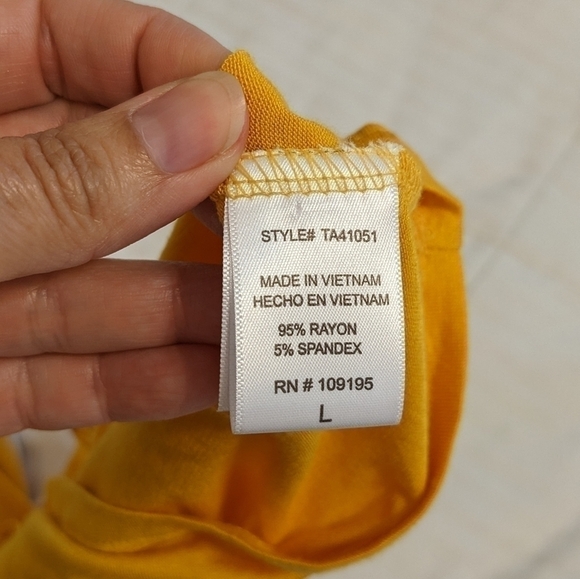 STYLE# TA41051
MADE IN VIETNAM
HECHO EN VIETNAM
95% RAYON
5% SPANDEX
RN # 109195
L